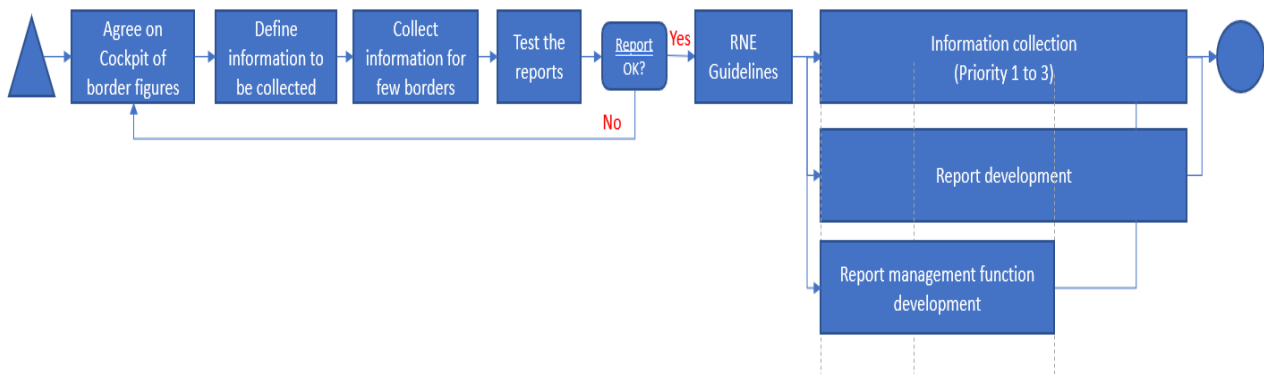 Agree on
Cockpit of
border figures
Define
information to
be collected
Collect
information for
few borders
Test the
reports
Report
OK?
Yes
No
RNE
Guidelines
Information collection
(Priority 1 to 3)
Report development
Report management function
development